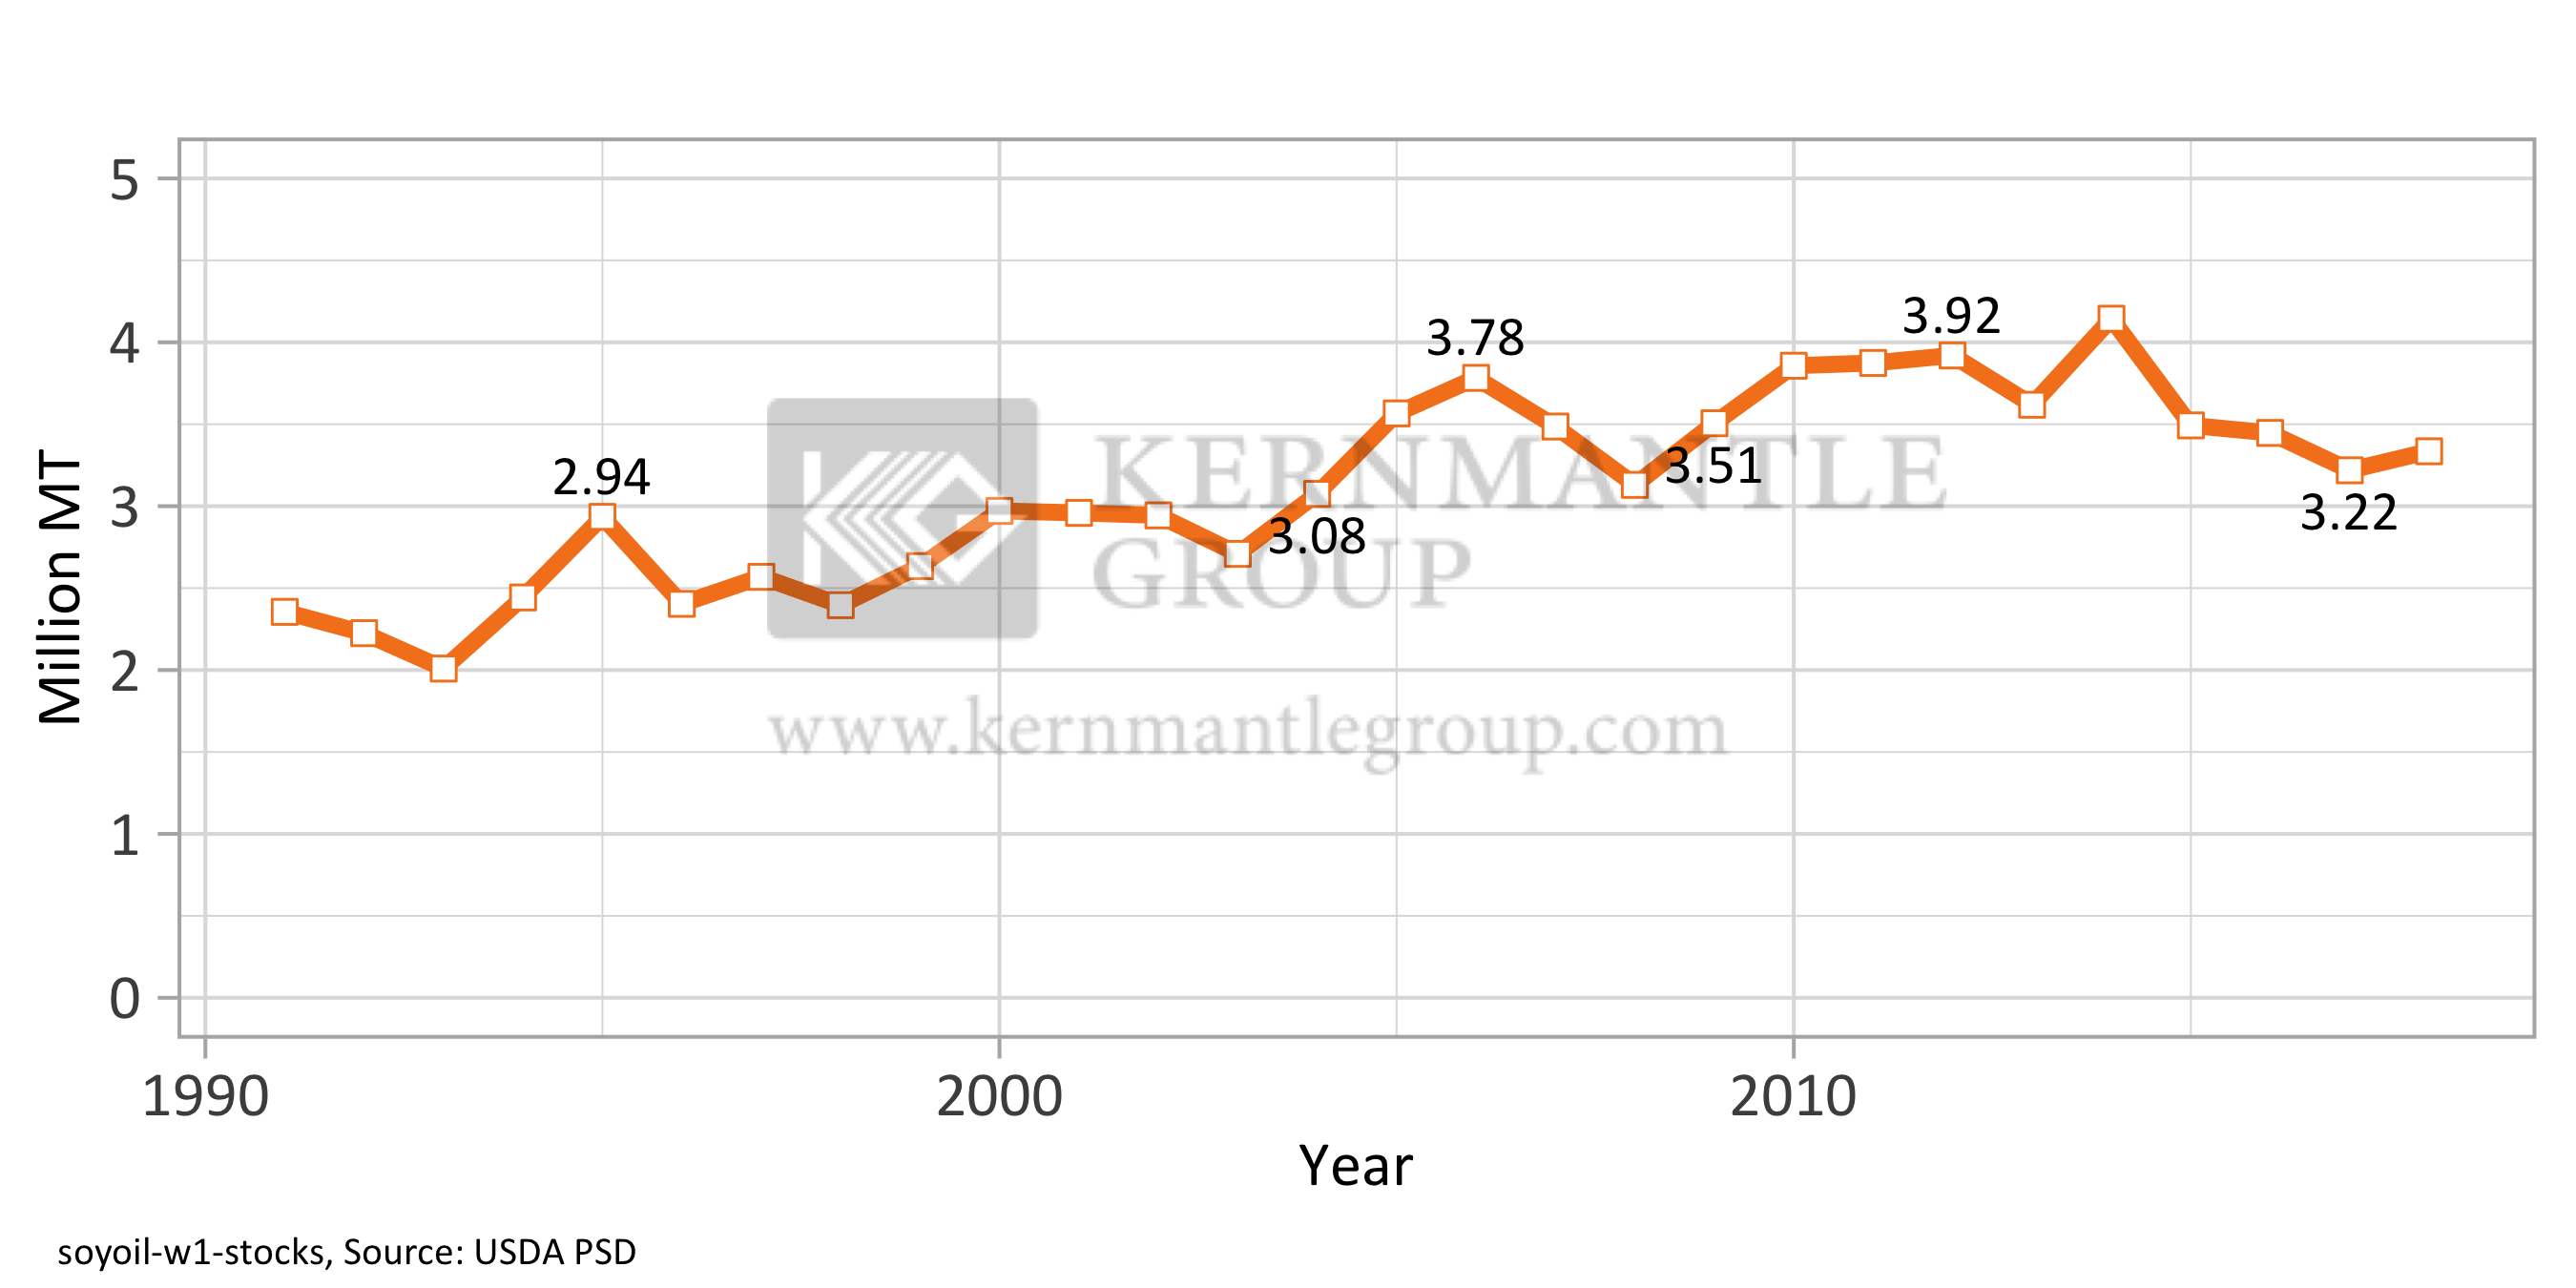 5
4
3
2
1
0
Million MT
2.94
3.08
3.78
3.51
3.92
3.22
KERNMANTLE
GROUP
www.kernmantlegroup.com
1990
2000
2010
Year
soyoil-w1-stocks, Source: USDA PSD